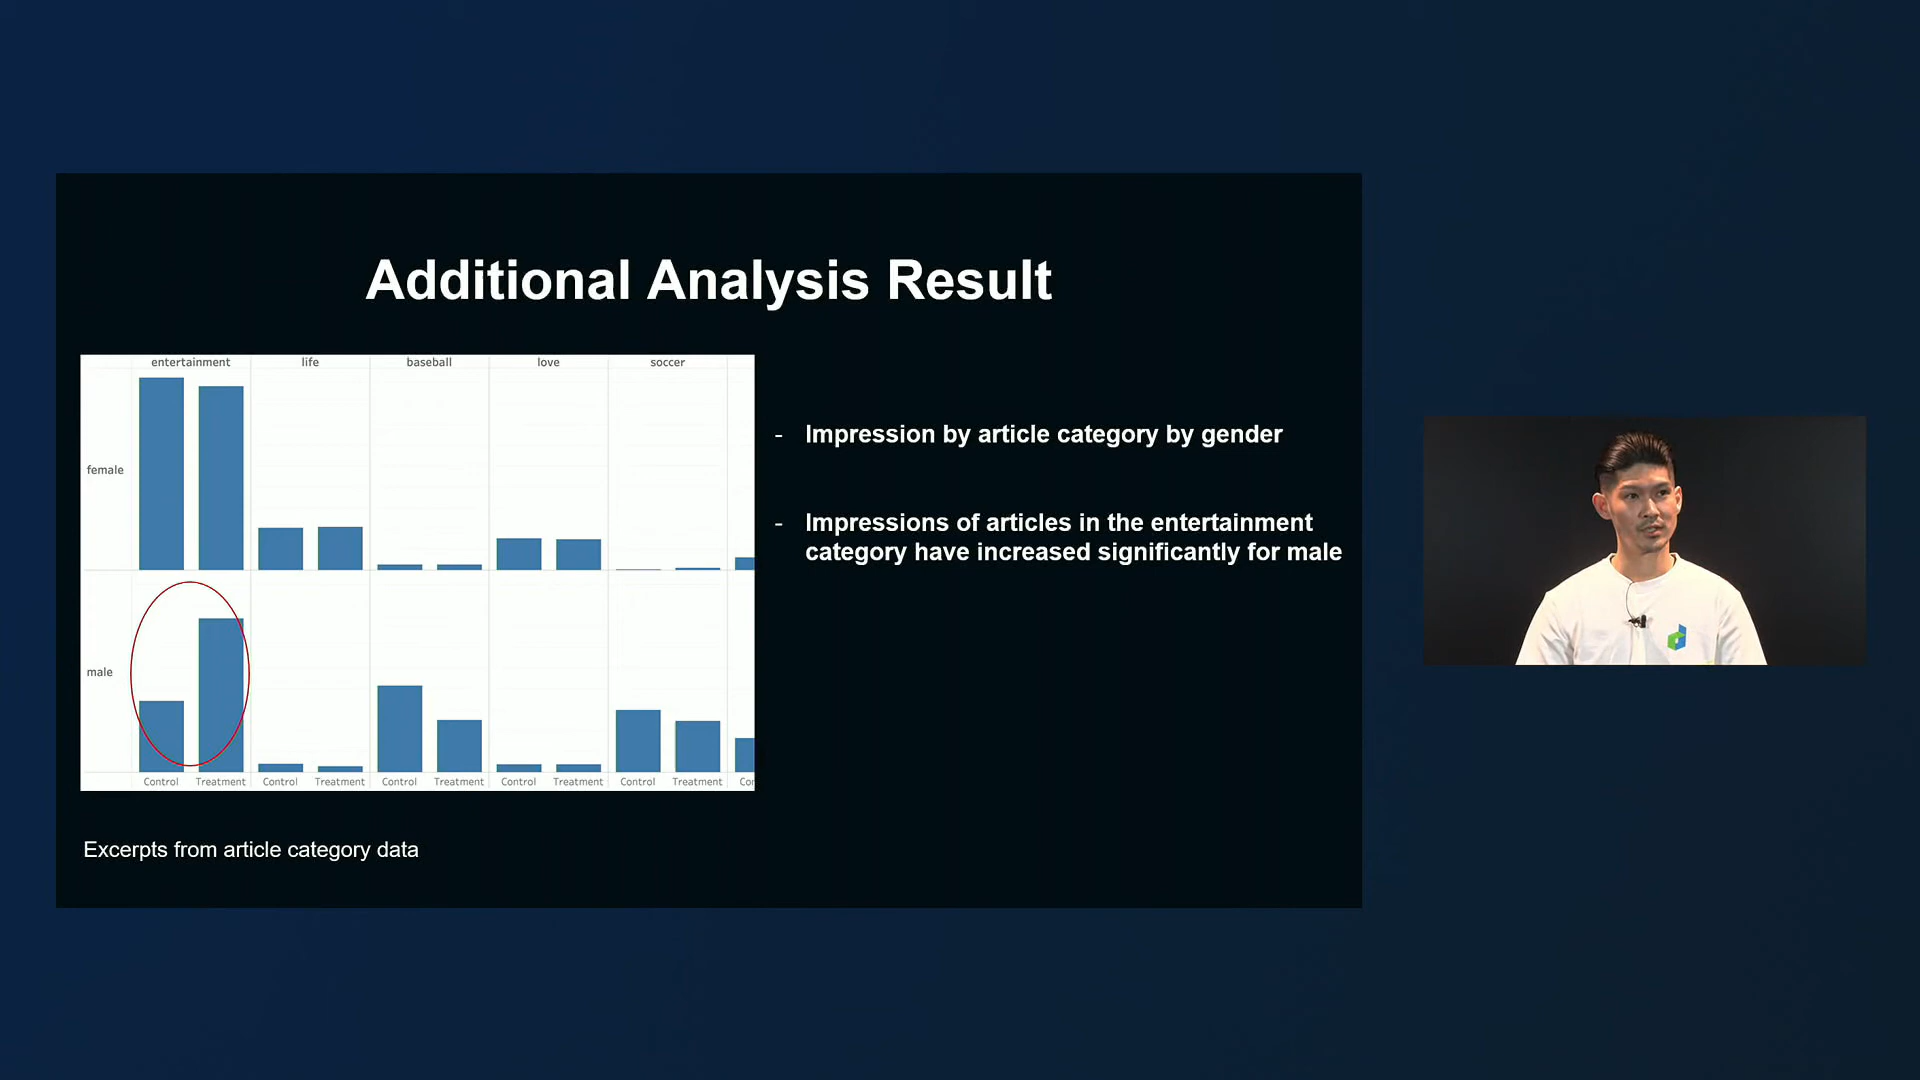 Additional Analysis Result
entertainment life baseball love soccer
female
male
Control Treatment Control Treatment Control Treatment Control Treatment Control Treatment Con
- Impression by article category by gender
- Impressions of articles in the entertainment
category have increased significantly for male
Excerpts from article category data